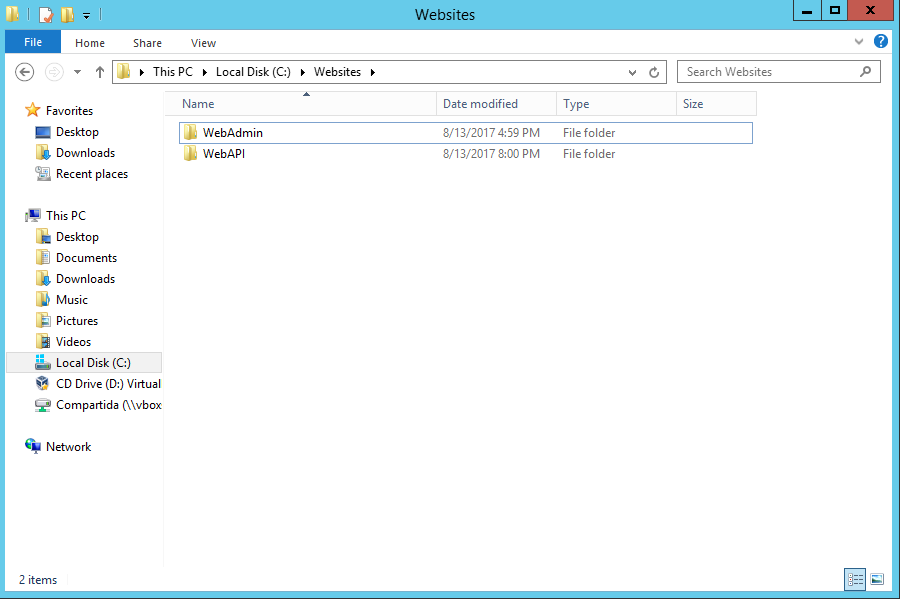 Websites
File Home Share View
This PC Local Disk (C:) Websites Search Websites
Name Date modified Type Size
WebAdmin 8/13/2017 4:59 PM File folder
WebAPI 8/13/2017 8:00 PM File folder
Favorites
Desktop
Downloads
Recent places
This PC
Desktop
Documents
Downloads
Music
Pictures
Videos
Local Disk (C:)
CD Drive (D:) Virtual
Compartida (\\vbox
Network
2 items